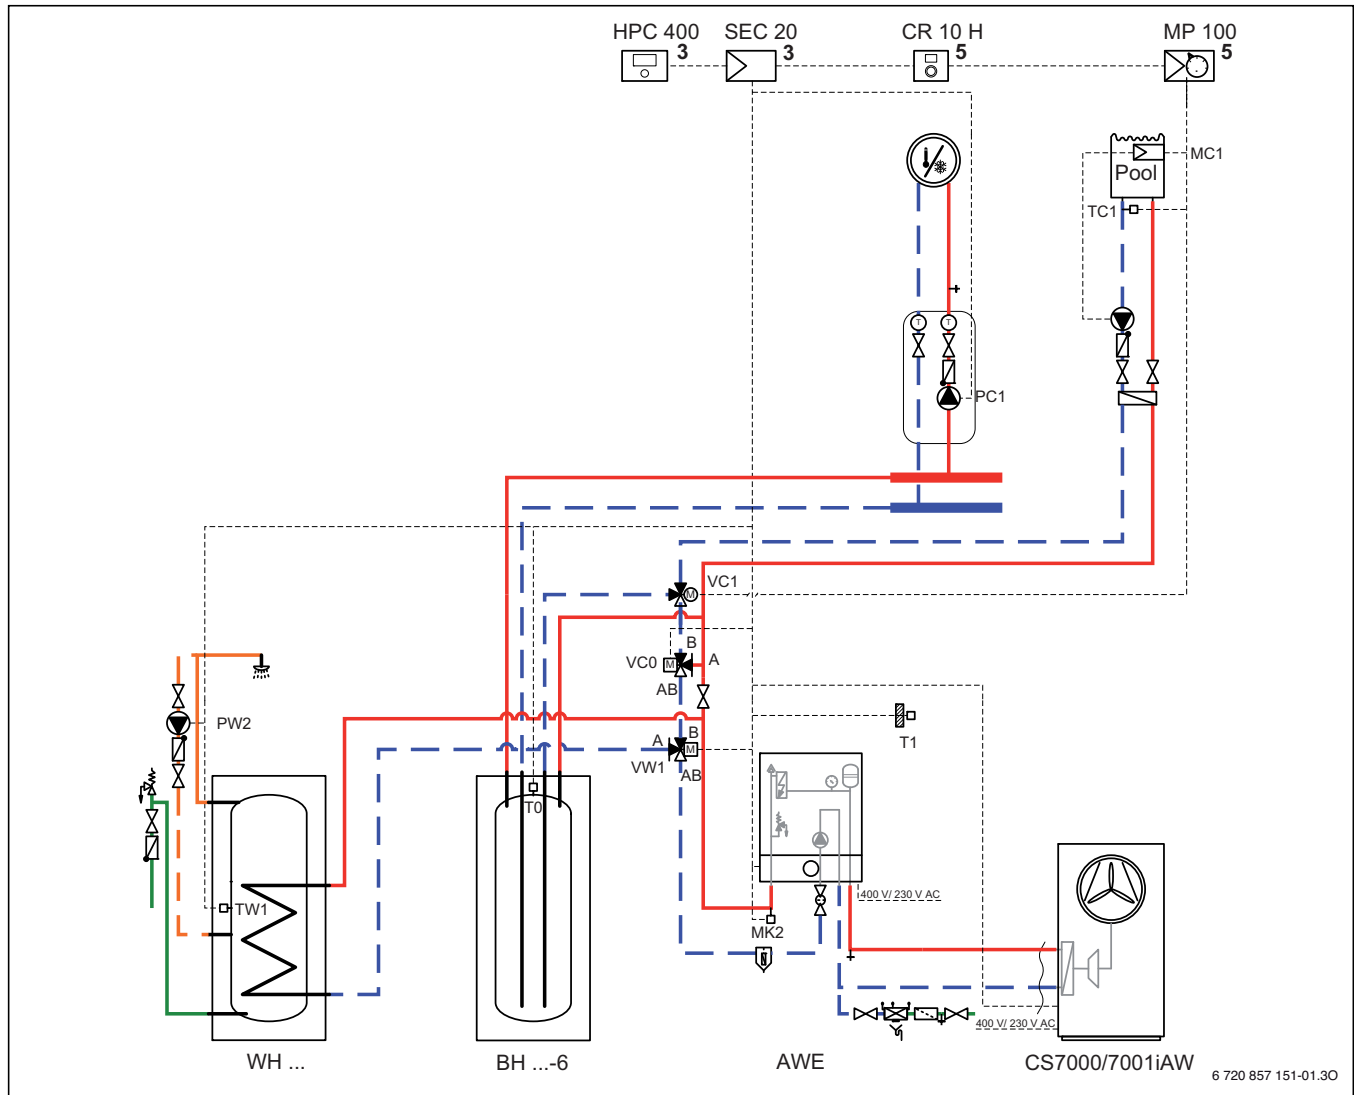 HPC 400
3
SEC 20
3
CR 10 H
5
MP 100
5
MC1
Pool
TC1
T
T
PC1
VC1
M
B
VC0
M
A
AB
PW2
A
B
M
VW1
AB
T1
T0
TW1
MK2
400 V/ 230 V AC
400 V/ 230 V AC
WH ...
BH ...-6
AWE
CS7000/7001iAW
6 720 857 151-01.3O